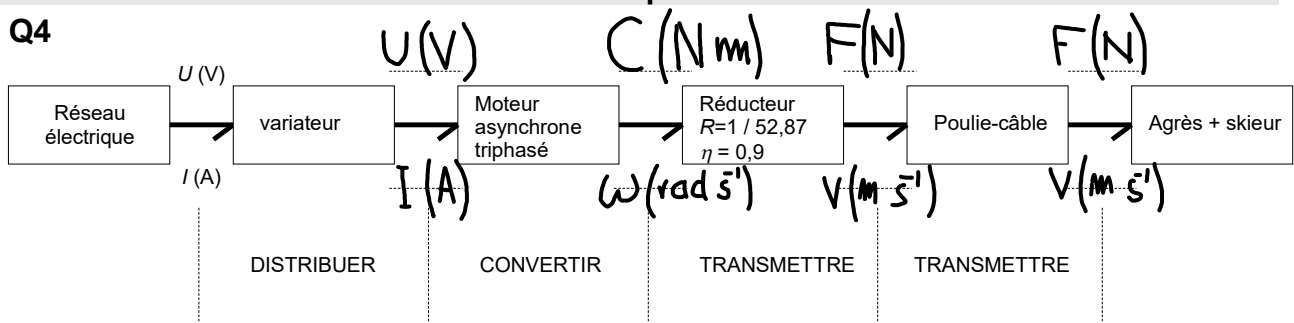 Q4
U (V) C (N m) F(N) F(N)
U (V)
Réseau
électrique
variateur
Moteur
asynchrone
triphasé
Réducteur
R=1 / 52,87
η = 0,9
Poulie-câble
Agrès + skieur
I (A)
I (A) ω(rad s⁻¹) V(m s⁻¹) V(m s⁻¹)
DISTRIBUER CONVERTIR TRANSMETTRE TRANSMETTRE